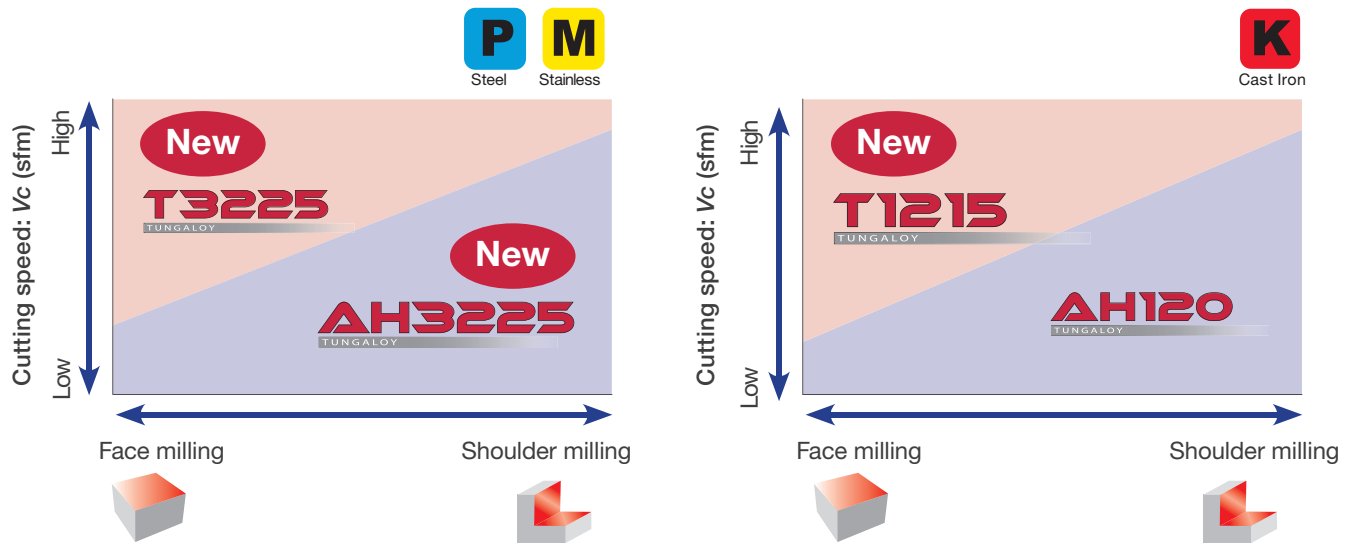 P M
Steel Stainless
Cutting speed: Vc (sfm)
High
Low
New
T3225
TUNGALOY
New
AH3225
TUNGALOY
Face milling
Shoulder milling
K
Cast Iron
Cutting speed: Vc (sfm)
High
Low
New
T1215
TUNGALOY
AH120
TUNGALOY
Face milling
Shoulder milling